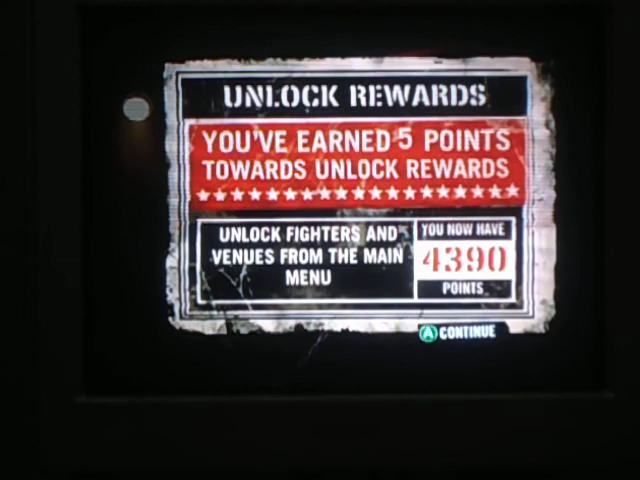 UNLOCK REWARDS
YOU'VE EARNED 5 POINTS
TOWARDS UNLOCK REWARDS
UNLOCK FIGHTERS AND
VENUES FROM THE MAIN
MENU
YOU NOW HAVE
4390
POINTS
A CONTINUE